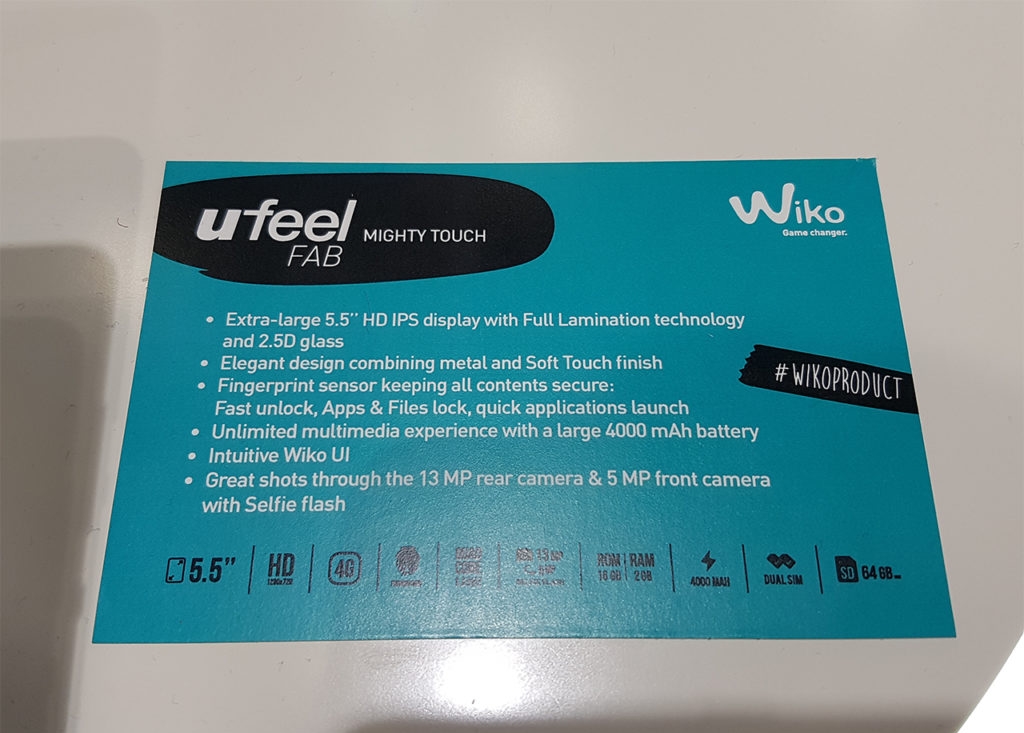 ufeel MIGHTY TOUCH
FAB
Wiko
Game changer.
• Extra-large 5.5'' HD IPS display with Full Lamination technology
and 2.5D glass
• Elegant design combining metal and Soft Touch finish
• Fingerprint sensor keeping all contents secure:
Fast unlock, Apps & Files lock, quick applications launch
• Unlimited multimedia experience with a large 4000 mAh battery
• Intuitive Wiko UI
• Great shots through the 13 MP rear camera & 5 MP front camera
with Selfie flash
#WIKOPRODUCT
5.5''
HD
1280x720
4G
13 MP
ROM RAM
16 GB 2 GB
4000 MAH
DUAL SIM
SD 64 GB